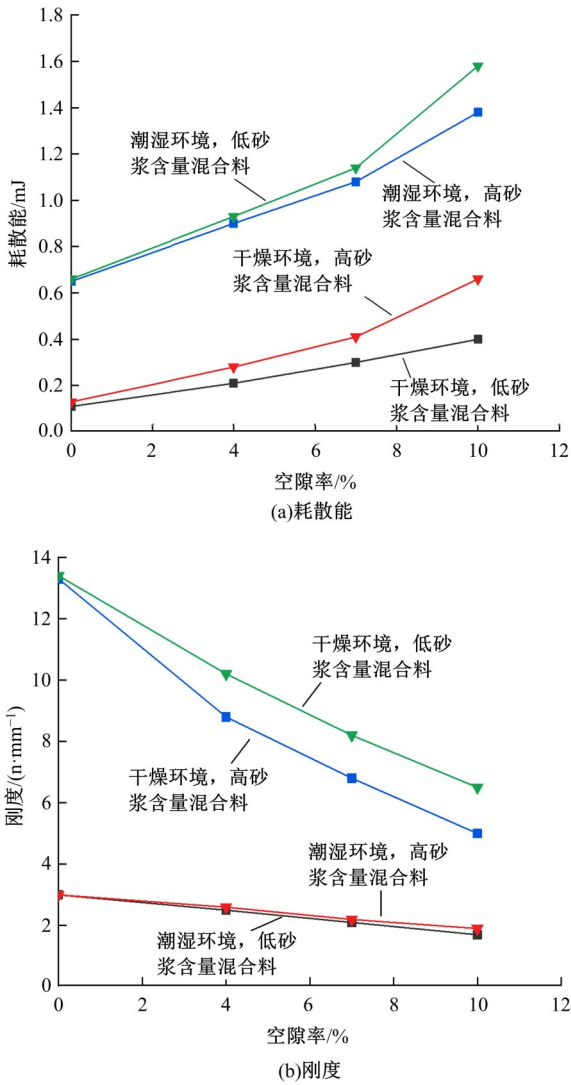 1.8
1.6
1.4
1.2
1.0
0.8
0.6
0.4
0.2
0.0
耗散能/mJ
潮湿环境，低砂
浆含量混合料
潮湿环境，高砂
浆含量混合料
干燥环境，高砂
浆含量混合料
干燥环境，低砂
浆含量混合料
0 2 4 6 8 10 12
空隙率/%
(a)耗散能
14
12
10
8
6
4
2
0
刚度/(n·mm⁻¹)
干燥环境，低砂
浆含量混合料
干燥环境，高砂
浆含量混合料
潮湿环境，高砂
浆含量混合料
潮湿环境，低砂
浆含量混合料
0 2 4 6 8 10 12
空隙率/%
(b)刚度